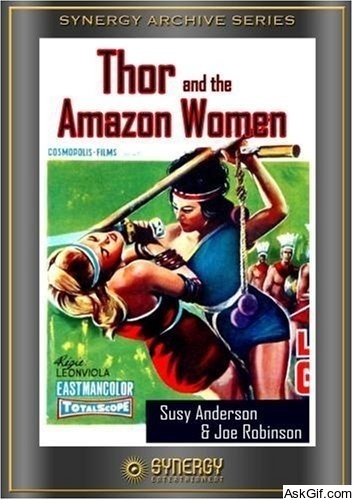 SYNERGY ARCHIVE SERIES
Thor and the
Amazon Women
COSMOPOLIS-FILMS
Régie:
LEONVIOLA
EASTMANCOLOR
TOTALSCOPE
L
G
Susy Anderson
& Joe Robinson
SYNERGY
ENTERTAINMENT
AskGif.com